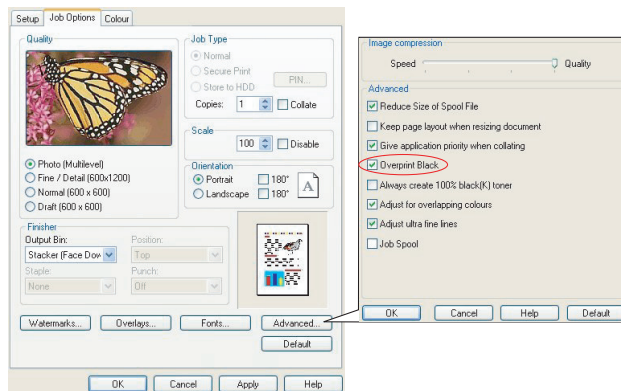 Setup Job Options Colour
Quality
Photo (Multilevel)
Fine / Detail (600x1200)
Normal (600 x 600)
Draft (600 x 600)
Job Type
Normal
Secure Print
Store to HDD
PIN...
Copies: 1 Collate
Scale
100 Disable
Orientation
Portrait 180°
Landscape 180°
A
Finisher
Output Bin: Position:
Stacker (Face Dow Top
Staple: Punch:
None Off
Watermarks... Overlays... Fonts... Advanced...
Default
OK Cancel Apply Help
Image compression
Speed Quality
Advanced
Reduce Size of Spool File
Keep page layout when resizing document
Give application priority when collating
Overprint Black
Always create 100% black(K) toner
Adjust for overlapping colours
Adjust ultra fine lines
Job Spool
OK Cancel Help Default